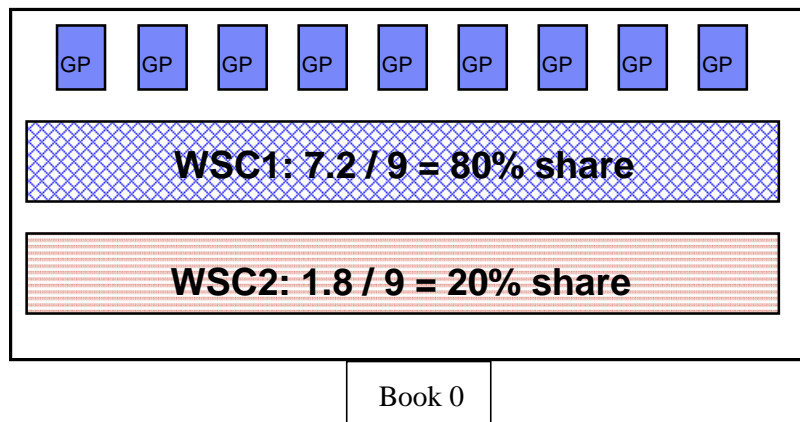 GP GP GP GP GP GP GP GP GP
WSC1: 7.2 / 9 = 80% share
WSC2: 1.8 / 9 = 20% share
Book 0